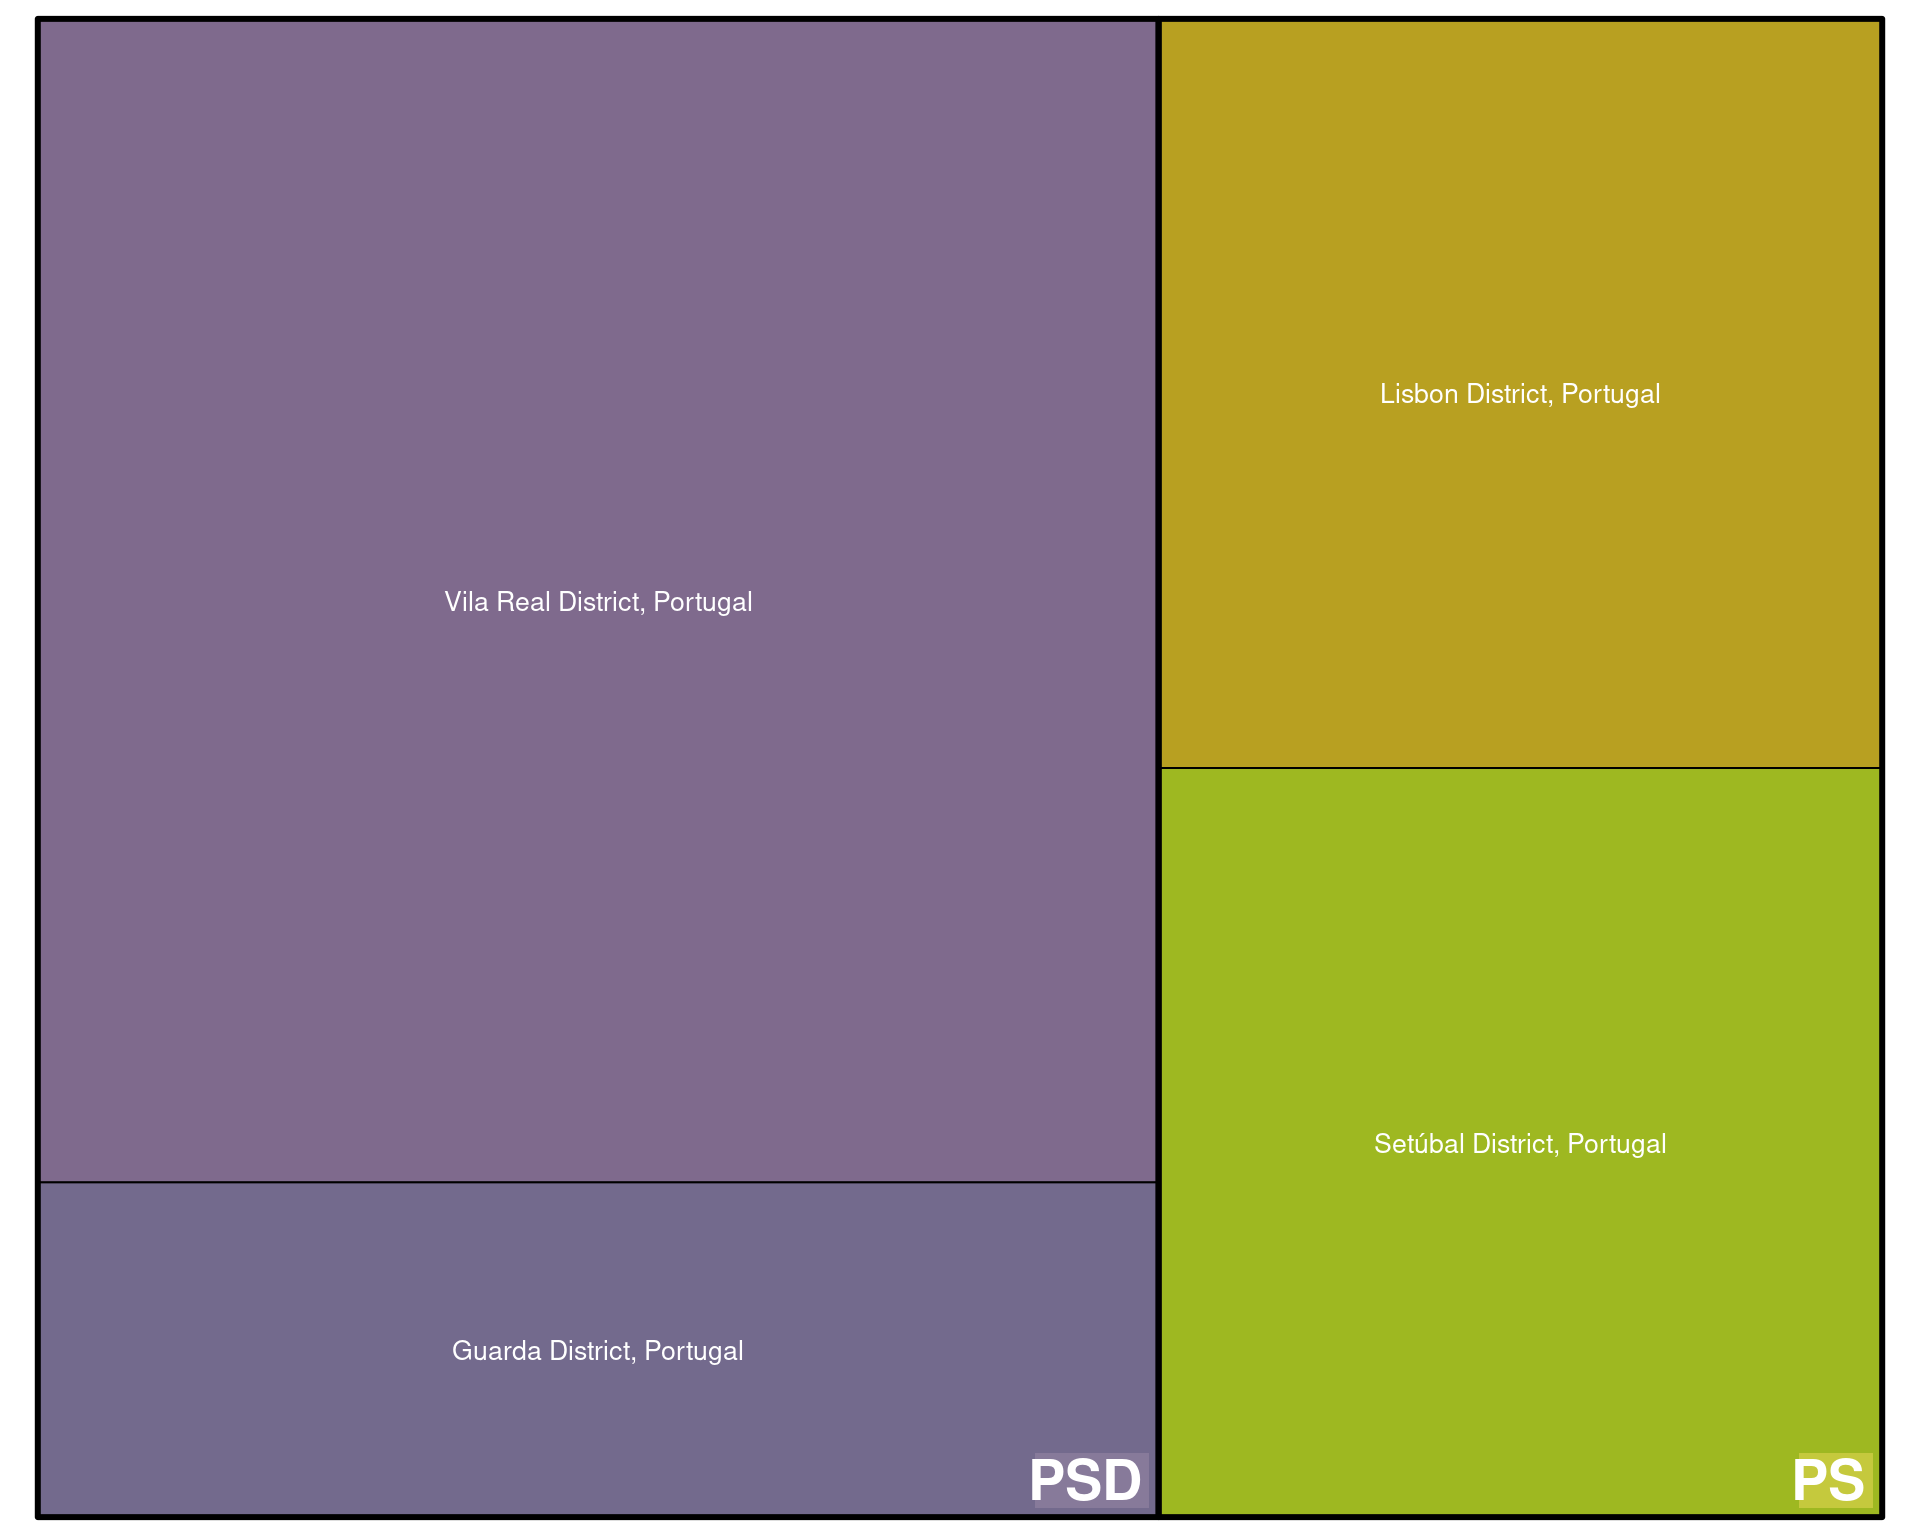 Vila Real District, Portugal
Guarda District, Portugal
PSD
Lisbon District, Portugal
Setúbal District, Portugal
PS